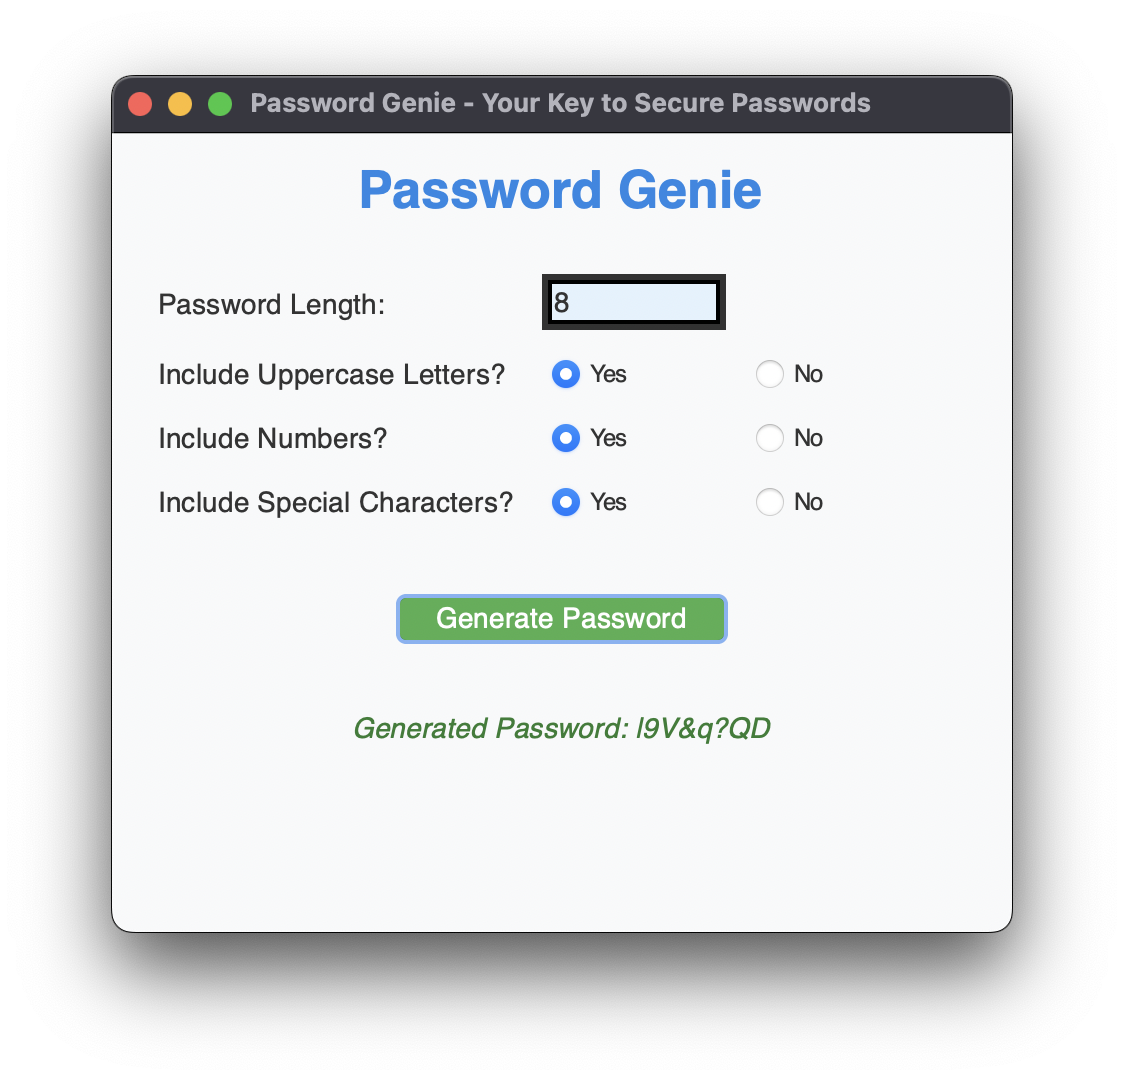 Password Genie - Your Key to Secure Passwords
Password Genie
Password Length: 8
Include Uppercase Letters? Yes No
Include Numbers? Yes No
Include Special Characters? Yes No
Generate Password
Generated Password: l9V&q?QD